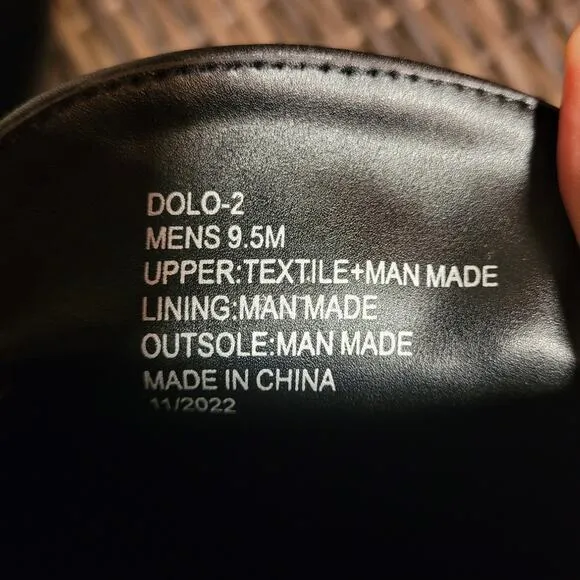 DOLO-2
MENS 9.5M
UPPER:TEXTILE+MAN MADE
LINING:MAN MADE
OUTSOLE:MAN MADE
MADE IN CHINA
11/2022